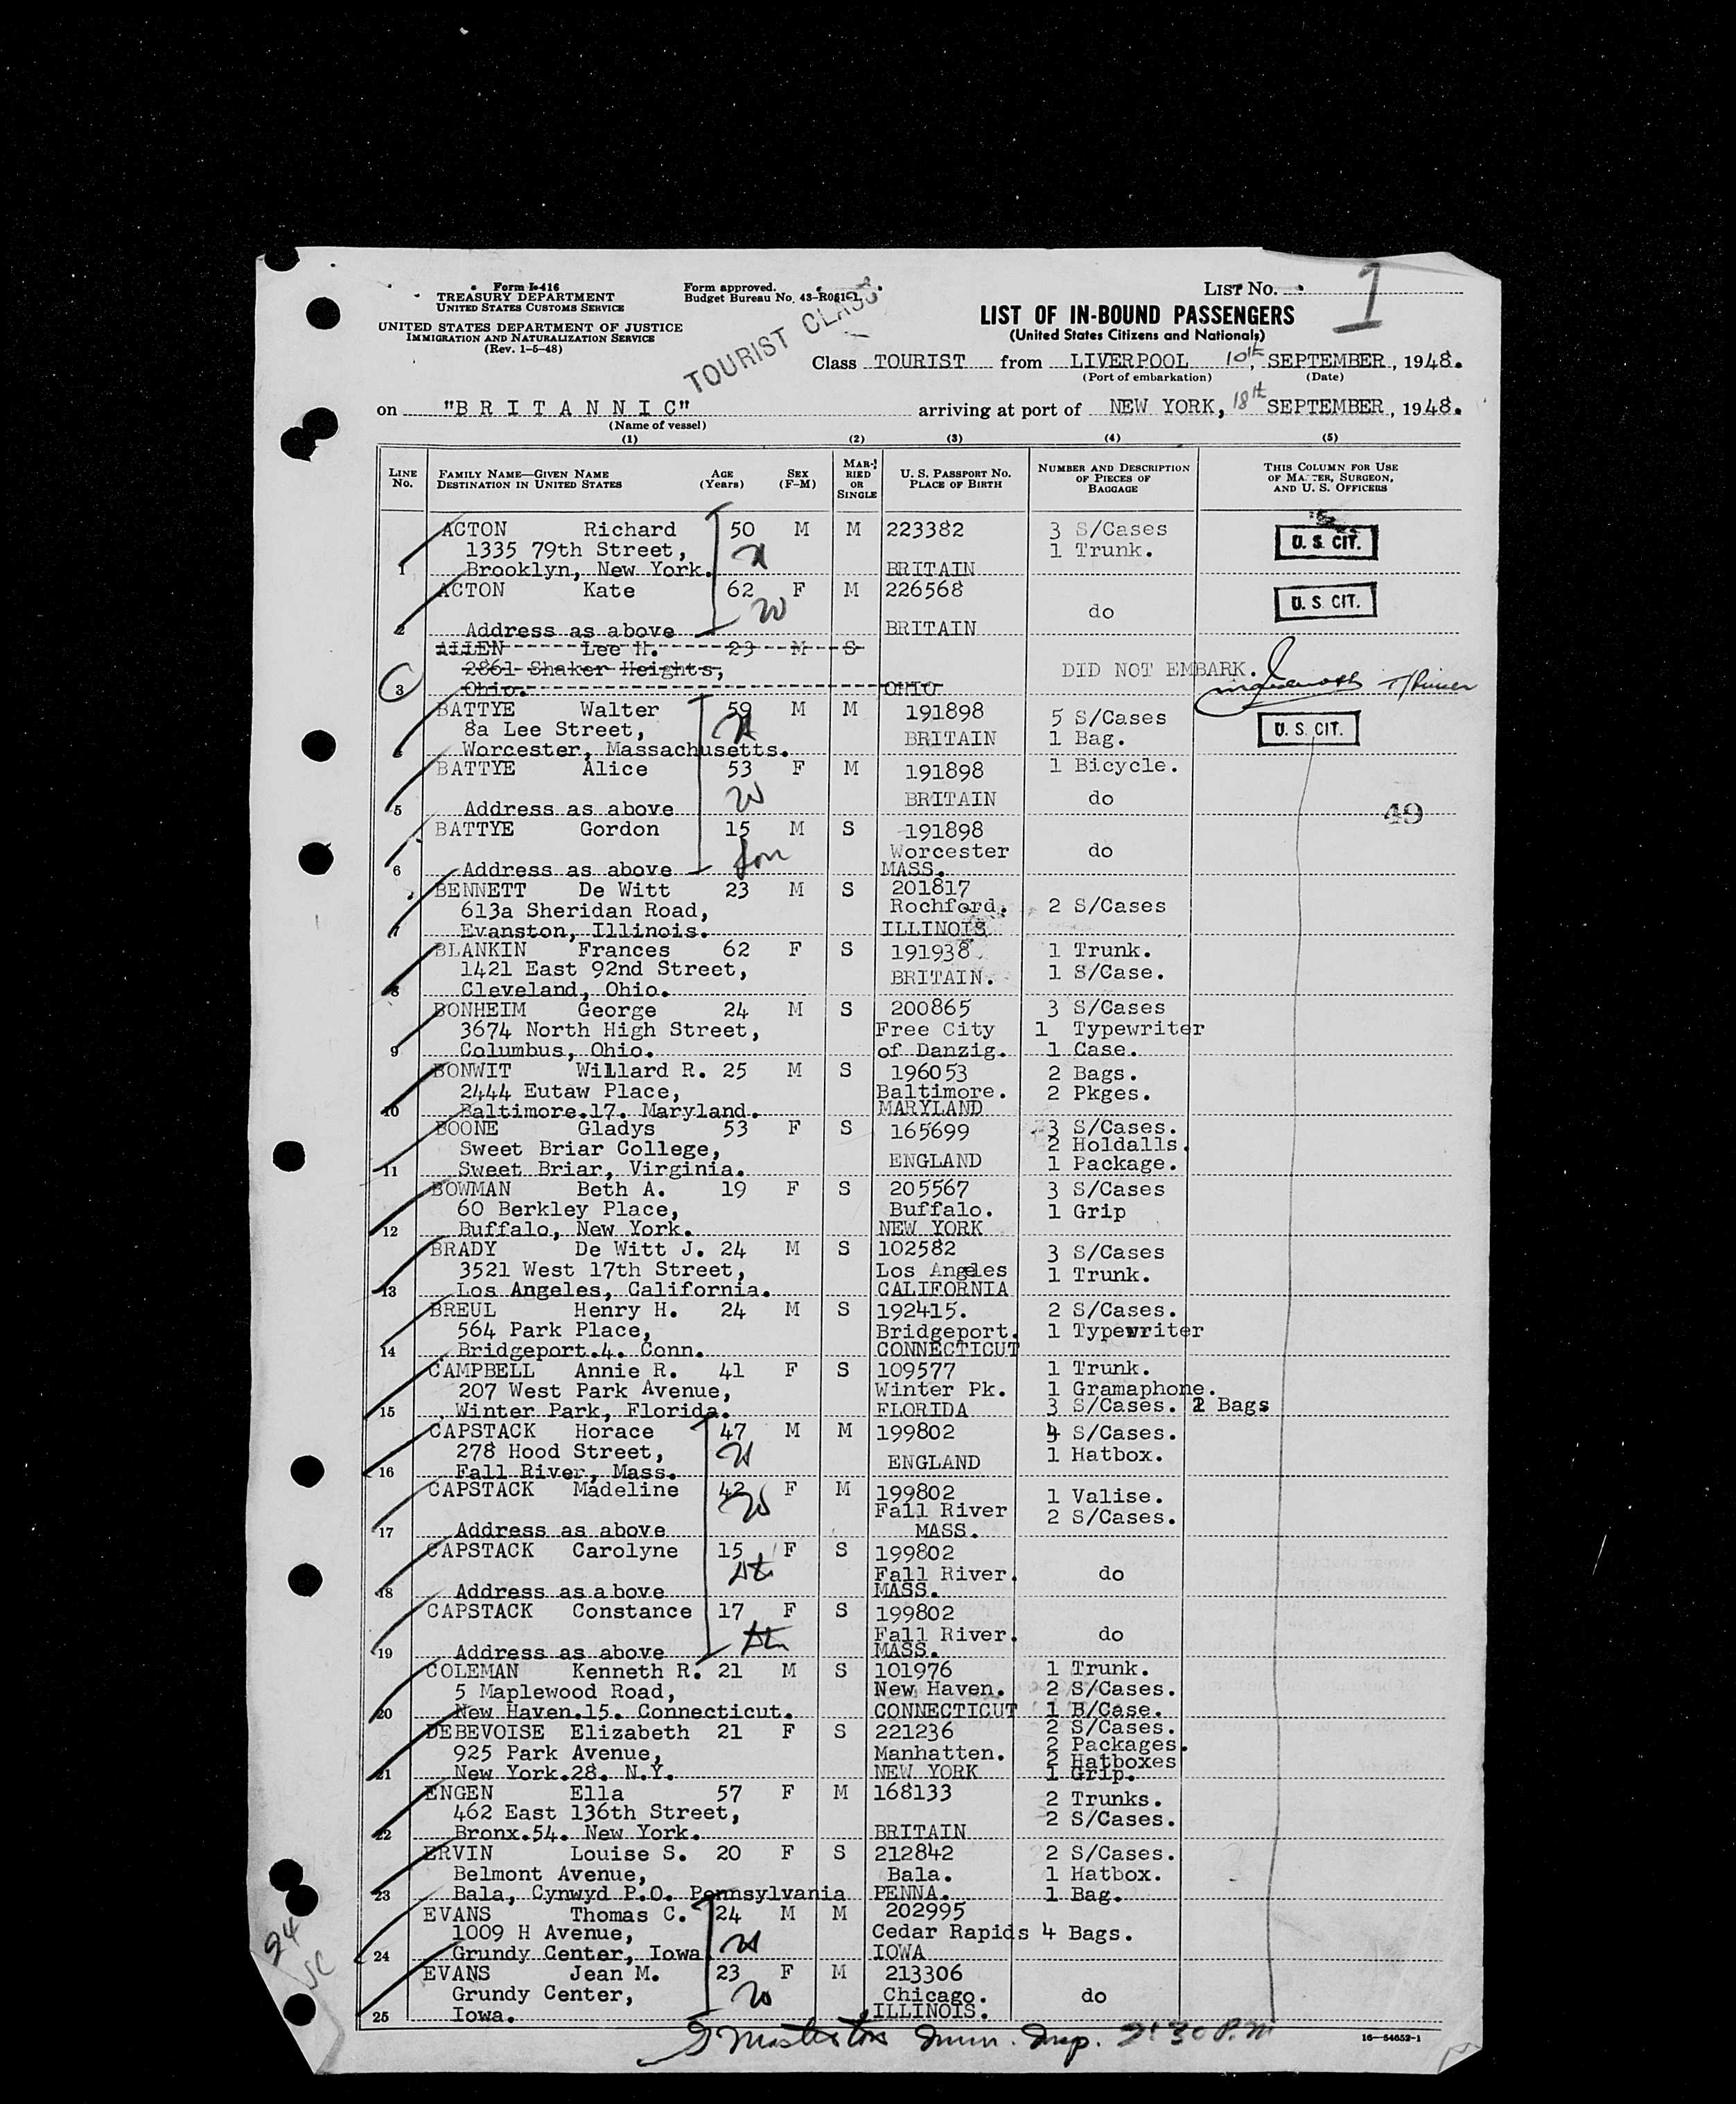 Form I-416
TREASURY DEPARTMENT
UNITED STATES CUSTOMS SERVICE
UNITED STATES DEPARTMENT OF JUSTICE
IMMIGRATION AND NATURALIZATION SERVICE
(Rev. 1-5-48)
Form approved.
Budget Bureau No. 43-R061-1.
TOURIST CLASS
LIST NO. 1
LIST OF IN-BOUND PASSENGERS
(United States Citizens and Nationals)
Class TOURIST from LIVERPOOL 10th, SEPTEMBER, 1948.
(Port of embarkation) (Date)
on "BRITANNIC" arriving at port of NEW YORK, 18th SEPTEMBER, 1948.
(Name of vessel)
(1) (2) (3) (4) (5)
LINE NO. FAMILY NAME—GIVEN NAME DESTINATION IN UNITED STATES AGE (Years) SEX (F-M) MARRIED OR SINGLE U. S. PASSPORT NO. PLACE OF BIRTH NUMBER AND DESCRIPTION OF PIECES OF BAGGAGE THIS COLUMN FOR USE OF MASTER, SURGEON, AND U. S. OFFICERS
ACTON Richard 50 M M 223382 3 S/Cases U. S. CIT.
1335 79th Street, 1 Trunk.
1 Brooklyn, New York. BRITAIN
ACTON Kate 62 F M 226568 U. S. CIT.
W do
2 Address as above BRITAIN
ALLEN Lee H. 23 M S
2861 Shaker Heights, DID NOT EMBARK.
3 Ohio. OHIO
BATTYE Walter 59 M M 191898 5 S/Cases U. S. CIT.
8a Lee Street, BRITAIN 1 Bag.
4 Worcester, Massachusetts.
BATTYE Alice 53 F M 191898 1 Bicycle.
W BRITAIN do
5 Address as above 49
BATTYE Gordon 15 M S 191898
Son Worcester do
6 Address as above MASS.
BENNETT De Witt 23 M S 201817
613a Sheridan Road, Rochford. 2 S/Cases
7 Evanston, Illinois. ILLINOIS
BLANKIN Frances 62 F S 191938 1 Trunk.
1421 East 92nd Street, BRITAIN. 1 S/Case.
8 Cleveland, Ohio.
BONHEIM George 24 M S 200865 3 S/Cases
3674 North High Street, Free City 1 Typewriter
9 Columbus, Ohio. of Danzig. 1 Case.
BONWIT Willard R. 25 M S 196053 2 Bags.
2444 Eutaw Place, Baltimore. 2 Pkges.
10 Baltimore.17. Maryland. MARYLAND
BOONE Gladys 53 F S 165699 3 S/Cases.
Sweet Briar College, 2 Holdalls.
11 Sweet Briar, Virginia. ENGLAND 1 Package.
BOWMAN Beth A. 19 F S 205567 3 S/Cases
60 Berkley Place, Buffalo. 1 Grip
12 Buffalo, New York. NEW YORK
BRADY De Witt J. 24 M S 102582 3 S/Cases
3521 West 17th Street, Los Angeles 1 Trunk.
13 Los Angeles, California. CALIFORNIA
BREUL Henry H. 24 M S 192415. 2 S/Cases.
564 Park Place, Bridgeport. 1 Typewriter
14 Bridgeport.4. Conn. CONNECTICUT
CAMPBELL Annie R. 41 F S 109577 1 Trunk.
207 West Park Avenue, Winter Pk. 1 Gramaphone.
15 Winter Park, Florida. FLORIDA 3 S/Cases. 2 Bags
CAPSTACK Horace 47 M M 199802 4 S/Cases.
278 Hood Street, ENGLAND 1 Hatbox.
16 Fall River, Mass.
CAPSTACK Madeline 42 F M 199802 1 Valise.
W Fall River 2 S/Cases.
17 Address as above MASS.
CAPSTACK Carolyne 15 F S 199802
Fall River. do
18 Address as above MASS.
CAPSTACK Constance 17 F S 199802
Fall River. do
19 Address as above MASS.
COLEMAN Kenneth R. 21 M S 101976 1 Trunk.
5 Maplewood Road, New Haven. 2 S/Cases.
20 New Haven.15. Connecticut. CONNECTICUT 1 B/Case.
DEBEVOISE Elizabeth 21 F S 221236 2 S/Cases.
925 Park Avenue, Manhatten. 2 Packages.
2 Hatboxes
21 New York.28. N.Y. NEW YORK 1 Grip.
ENGEN Ella 57 F M 168133 2 Trunks.
462 East 136th Street, 2 S/Cases.
22 Bronx.54. New York. BRITAIN
ERVIN Louise S. 20 F S 212842 2 S/Cases.
Belmont Avenue, Bala. 1 Hatbox.
23 Bala, Cynwyd P.O. Pennsylvania PENNA. 1 Bag.
EVANS Thomas C. 24 M M 202995
1009 H Avenue, Cedar Rapids 4 Bags.
24 Grundy Center, Iowa IOWA
EVANS Jean M. 23 F M 213306
Grundy Center, W Chicago. do
25 Iowa. ILLINOIS.
Imm. Insp. 2:30 P.M
16—54652-1
24